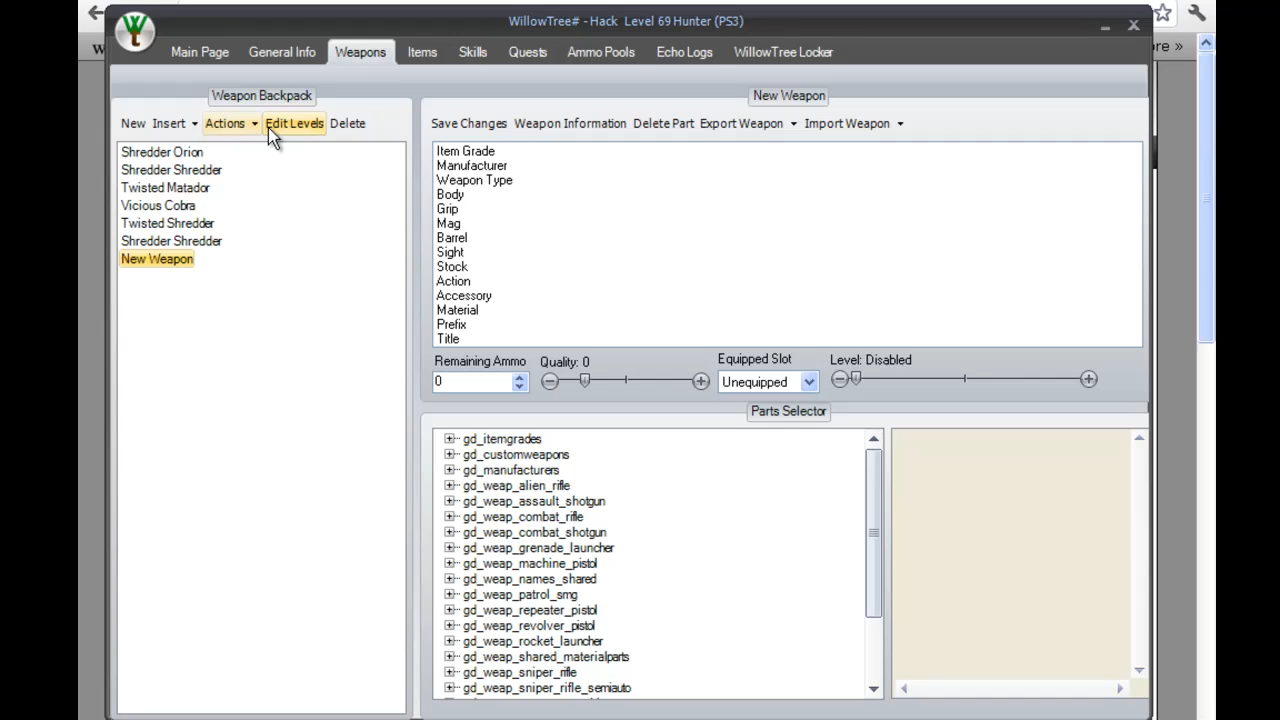 WillowTree# - Hack Level 69 Hunter (PS3)
Main Page General Info Weapons Items Skills Quests Ammo Pools Echo Logs WillowTree Locker
Weapon Backpack
New Insert Actions Edit Levels Delete
Shredder Orion
Shredder Shredder
Twisted Matador
Vicious Cobra
Twisted Shredder
Shredder Shredder
New Weapon
New Weapon
Save Changes Weapon Information Delete Part Export Weapon Import Weapon
Item Grade
Manufacturer
Weapon Type
Body
Grip
Mag
Barrel
Sight
Stock
Action
Accessory
Material
Prefix
Title
Remaining Ammo Quality: 0 Equipped Slot Level: Disabled
0 Unequipped
Parts Selector
gd_itemgrades
gd_customweapons
gd_manufacturers
gd_weap_alien_rifle
gd_weap_assault_shotgun
gd_weap_combat_rifle
gd_weap_combat_shotgun
gd_weap_grenade_launcher
gd_weap_machine_pistol
gd_weap_names_shared
gd_weap_patrol_smg
gd_weap_repeater_pistol
gd_weap_revolver_pistol
gd_weap_rocket_launcher
gd_weap_shared_materialparts
gd_weap_sniper_rifle
gd_weap_sniper_rifle_semiauto